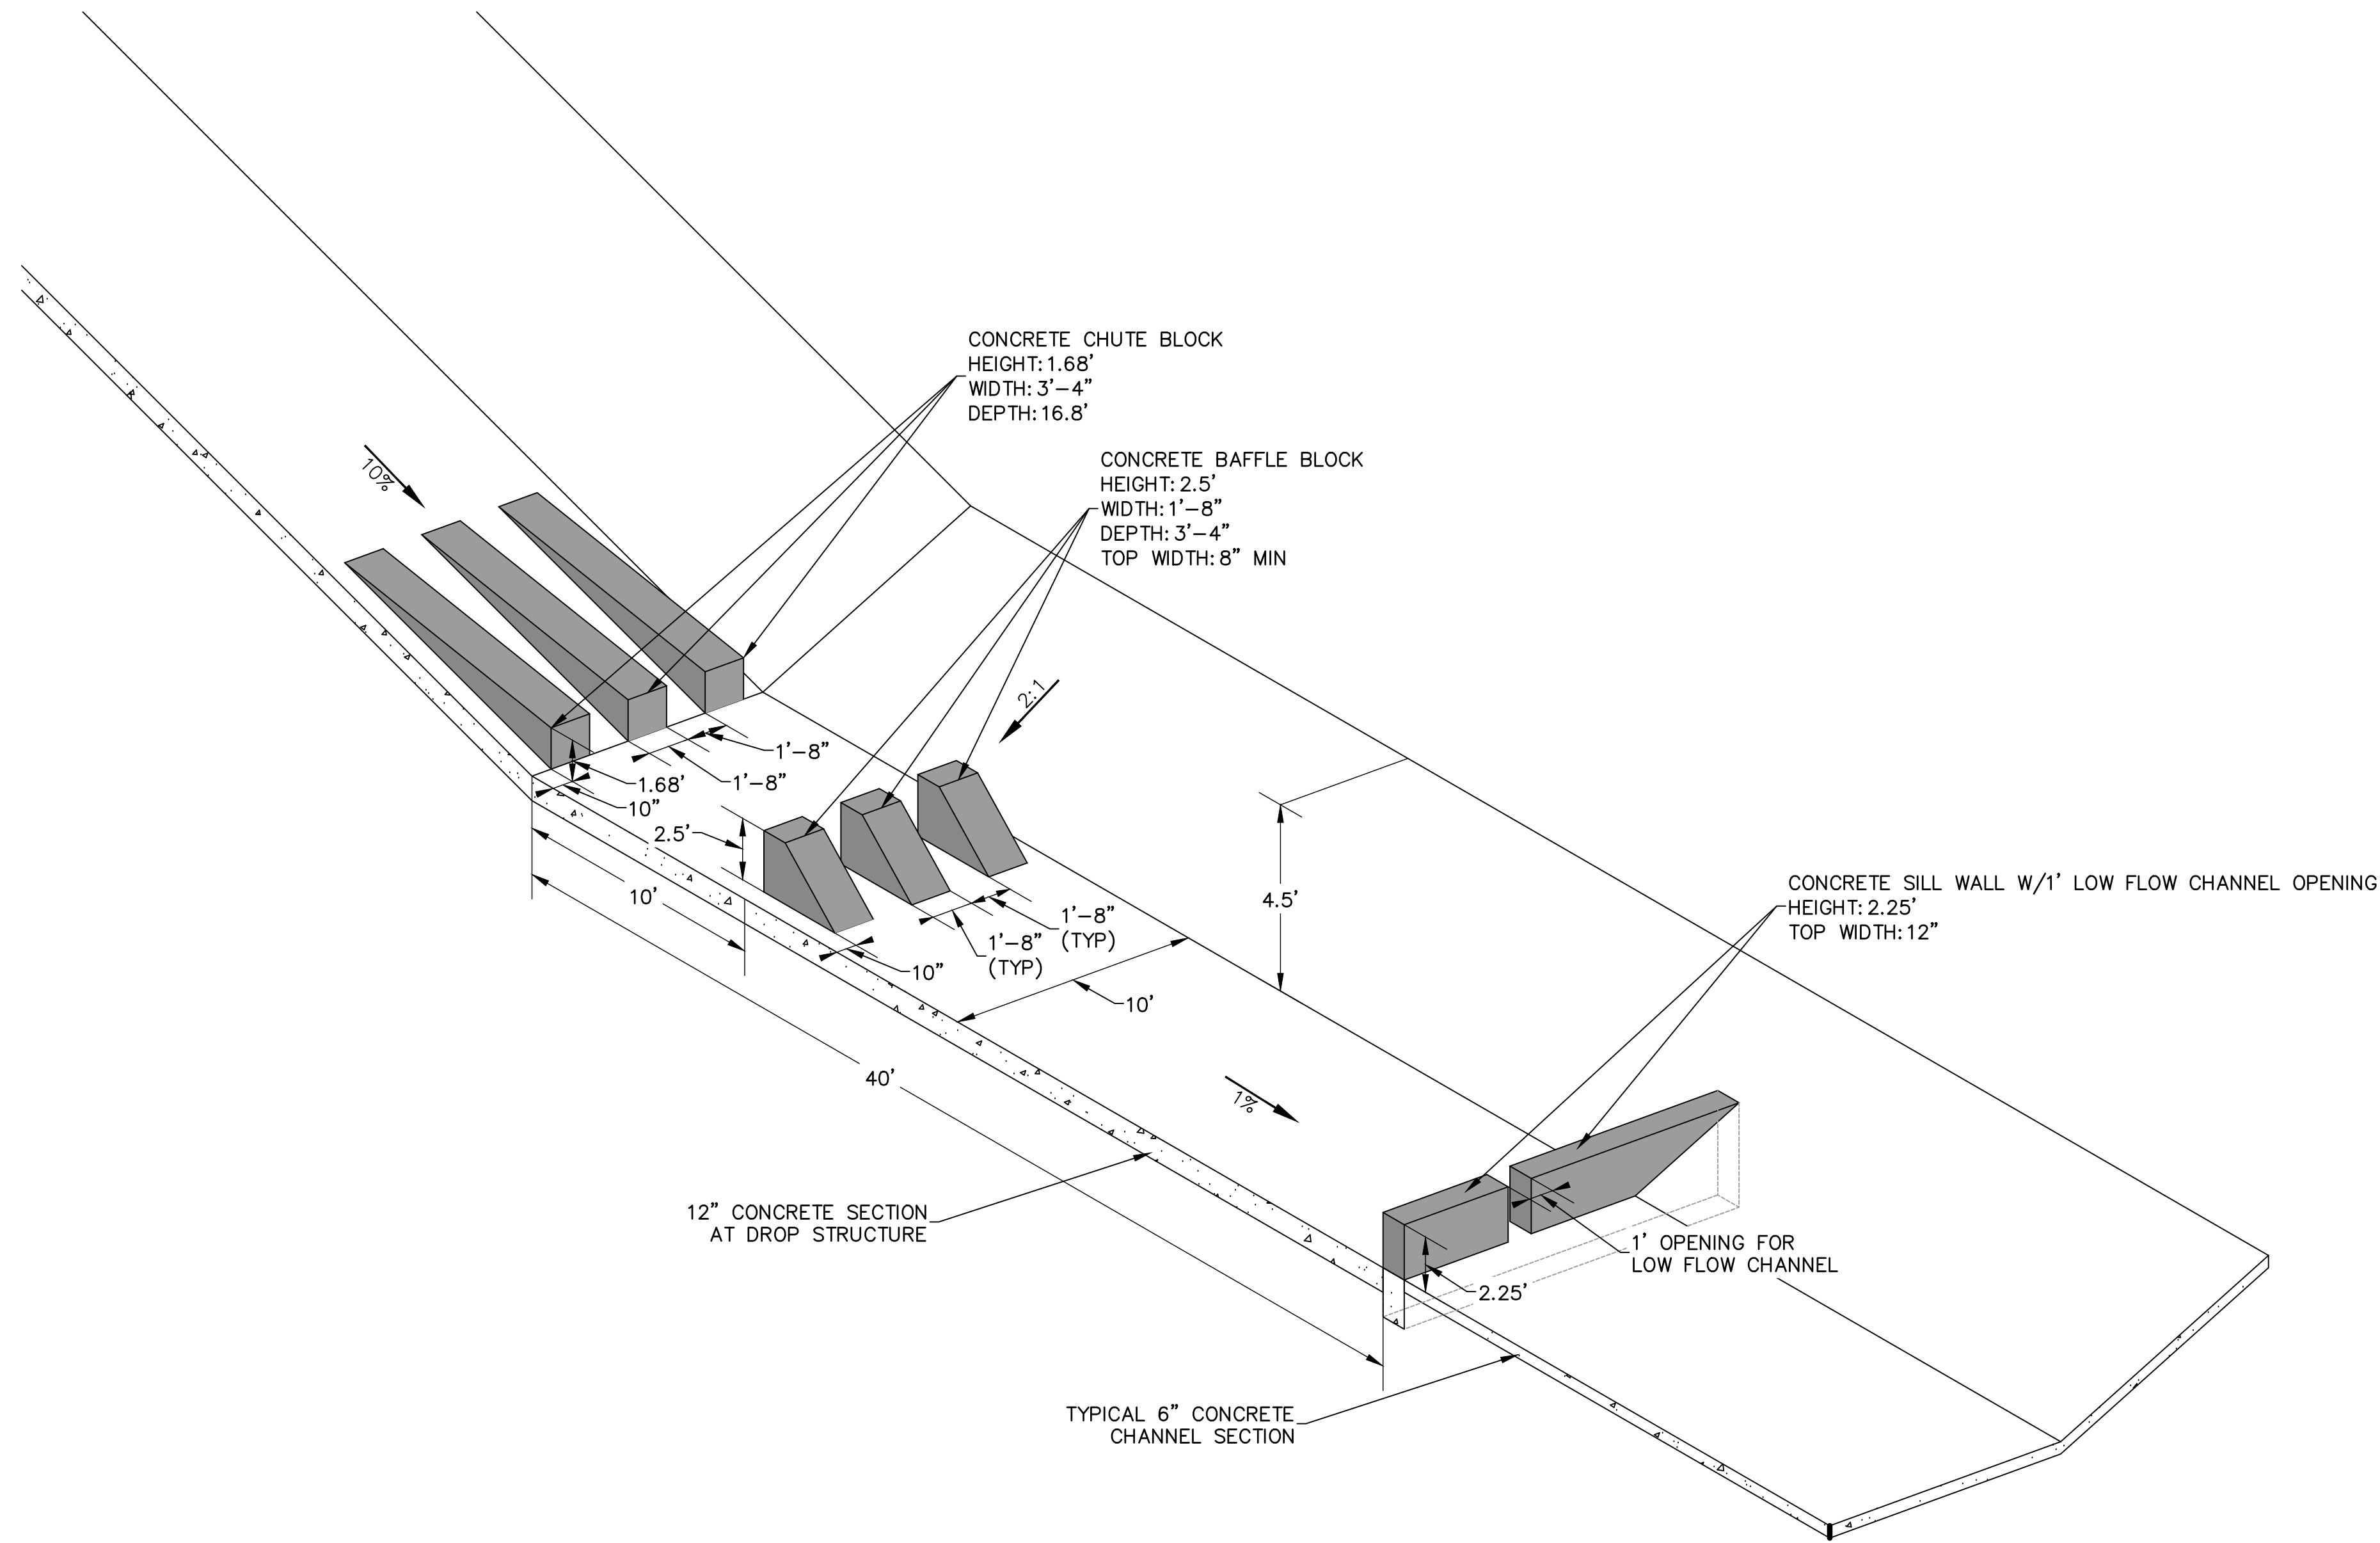 CONCRETE CHUTE BLOCK
HEIGHT: 1.68'
WIDTH: 3'-4"
DEPTH: 16.8'
10%
CONCRETE BAFFLE BLOCK
HEIGHT: 2.5'
WIDTH: 1'-8"
DEPTH: 3'-4"
TOP WIDTH: 8" MIN
2:1
1'-8"
1'-8"
1.68'
10"
2.5'
10'
4.5'
CONCRETE SILL WALL W/1' LOW FLOW CHANNEL OPENING
HEIGHT: 2.25'
TOP WIDTH: 12"
1'-8"
(TYP)
1'-8"
(TYP)
10"
10'
40'
1%
12" CONCRETE SECTION
AT DROP STRUCTURE
1' OPENING FOR
LOW FLOW CHANNEL
2.25'
TYPICAL 6" CONCRETE
CHANNEL SECTION